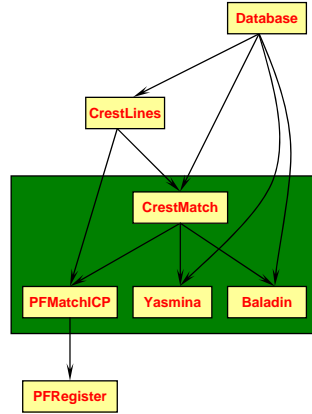 Database
CrestLines
CrestMatch
PFMatchICP
Yasmina
Baladin
PFRegister